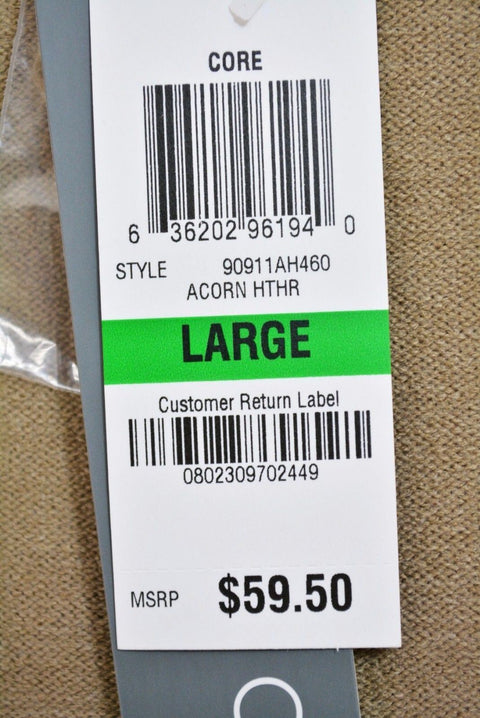 CORE
6 36202 96194 0
STYLE 90911AH460
ACORN HTHR
LARGE
Customer Return Label
0802309702449
MSRP $59.50